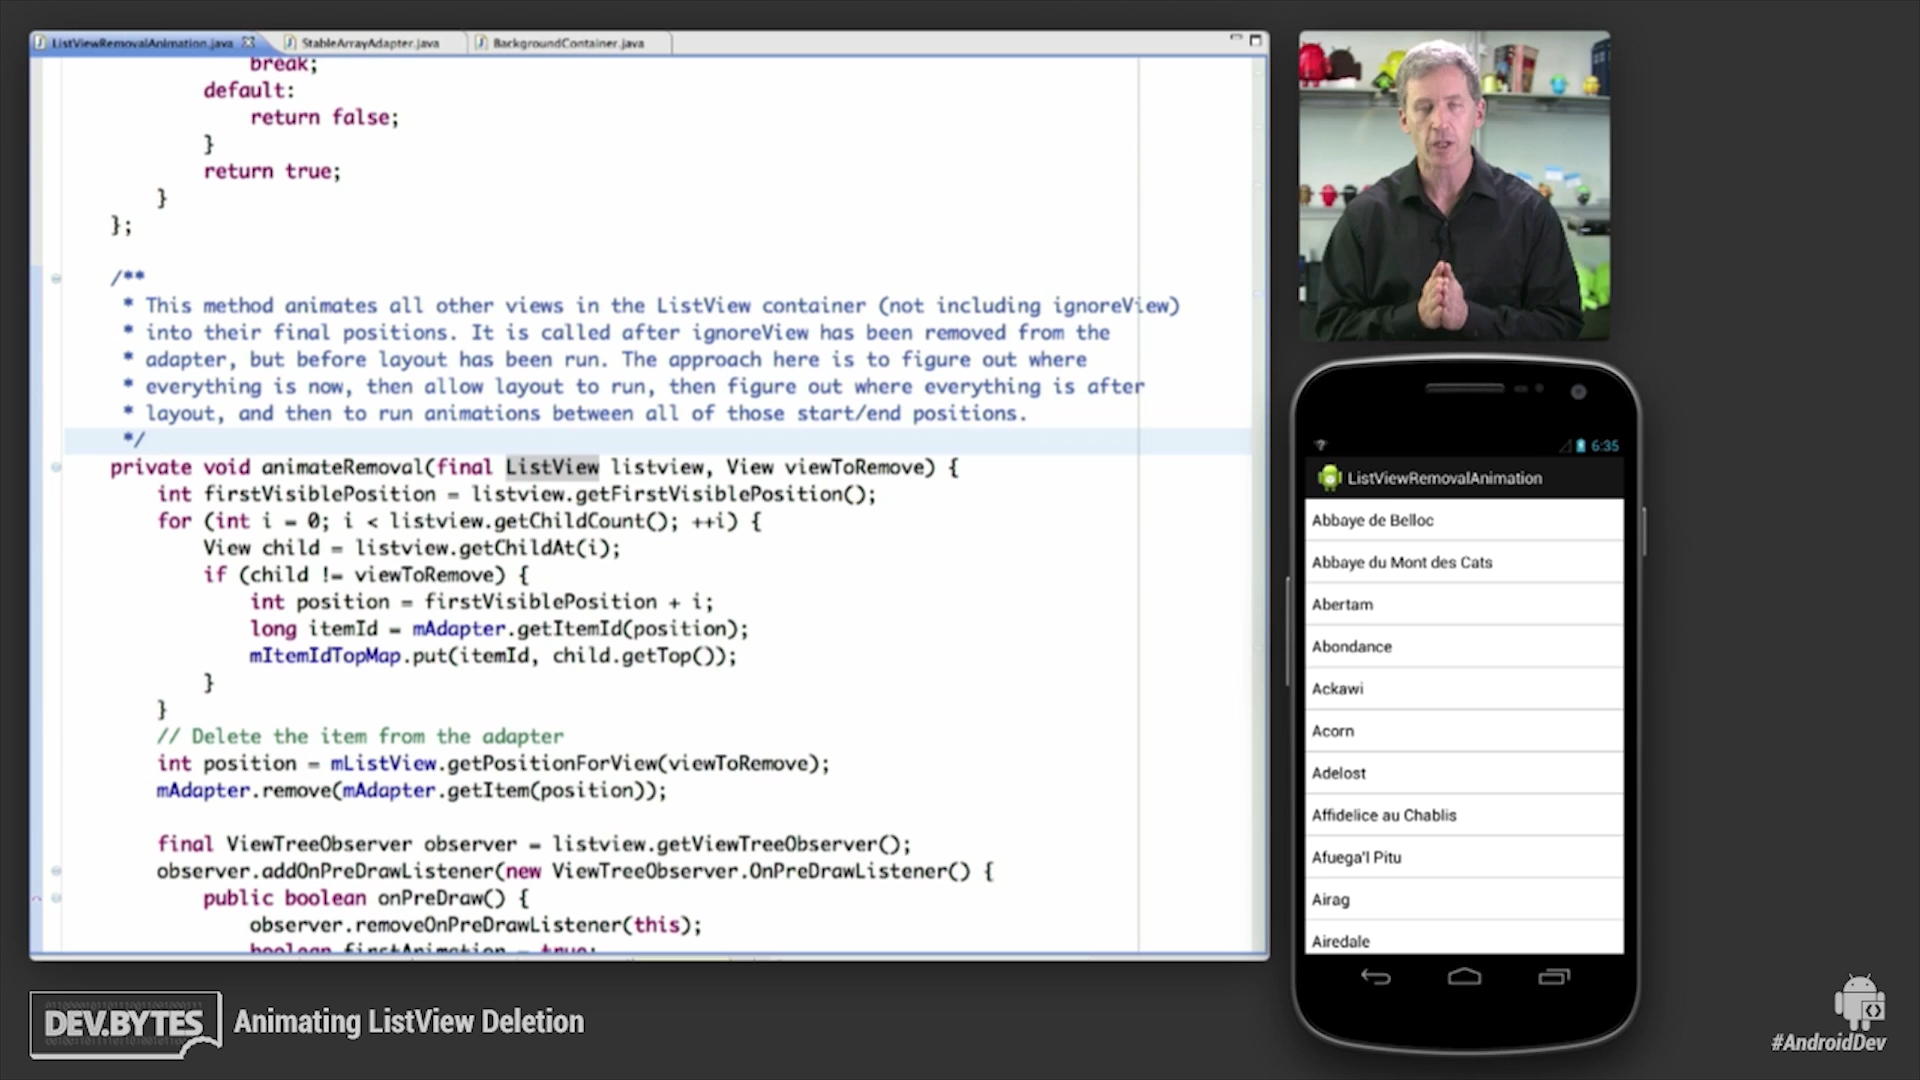 ListViewRemovalAnimation.java
StableArrayAdapter.java
BackgroundContainer.java
break;
default:
return false;
}
return true;
}
};
/**
* This method animates all other views in the ListView container (not including ignoreView)
* into their final positions. It is called after ignoreView has been removed from the
* adapter, but before layout has been run. The approach here is to figure out where
* everything is now, then allow layout to run, then figure out where everything is after
* layout, and then to run animations between all of those start/end positions.
*/
private void animateRemoval(final ListView listview, View viewToRemove) {
int firstVisiblePosition = listview.getFirstVisiblePosition();
for (int i = 0; i < listview.getChildCount(); ++i) {
View child = listview.getChildAt(i);
if (child != viewToRemove) {
int position = firstVisiblePosition + i;
long itemId = mAdapter.getItemId(position);
mItemIdTopMap.put(itemId, child.getTop());
}
}
// Delete the item from the adapter
int position = mListView.getPositionForView(viewToRemove);
mAdapter.remove(mAdapter.getItem(position));
final ViewTreeObserver observer = listview.getViewTreeObserver();
observer.addOnPreDrawListener(new ViewTreeObserver.OnPreDrawListener() {
public boolean onPreDraw() {
observer.removeOnPreDrawListener(this);
boolean firstAnimation = true;
6:35
ListViewRemovalAnimation
Abbaye de Belloc
Abbaye du Mont des Cats
Abertam
Abondance
Ackawi
Acorn
Adelost
Affidelice au Chablis
Afuega'l Pitu
Airag
Airedale
DEV.BYTES
Animating ListView Deletion
#AndroidDev